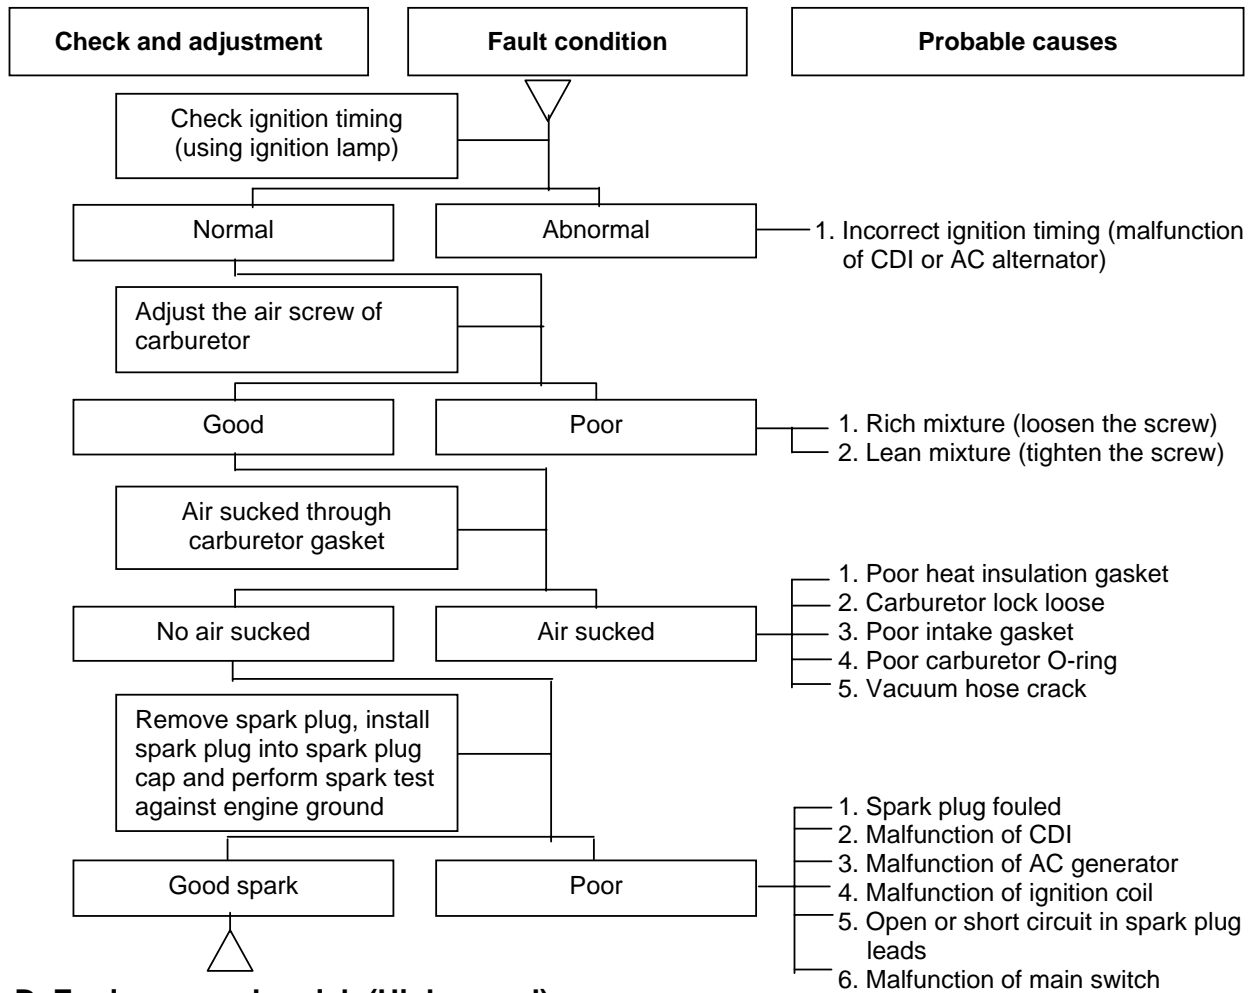 Check and adjustment
Fault condition
Probable causes
Check ignition timing
(using ignition lamp)
Normal
Abnormal
1. Incorrect ignition timing (malfunction
of CDI or AC alternator)
Adjust the air screw of
carburetor
Good
Poor
1. Rich mixture (loosen the screw)
2. Lean mixture (tighten the screw)
Air sucked through
carburetor gasket
No air sucked
Air sucked
1. Poor heat insulation gasket
2. Carburetor lock loose
3. Poor intake gasket
4. Poor carburetor O-ring
5. Vacuum hose crack
Remove spark plug, install
spark plug into spark plug
cap and perform spark test
against engine ground
Good spark
Poor
1. Spark plug fouled
2. Malfunction of CDI
3. Malfunction of AC generator
4. Malfunction of ignition coil
5. Open or short circuit in spark plug
leads
6. Malfunction of main switch